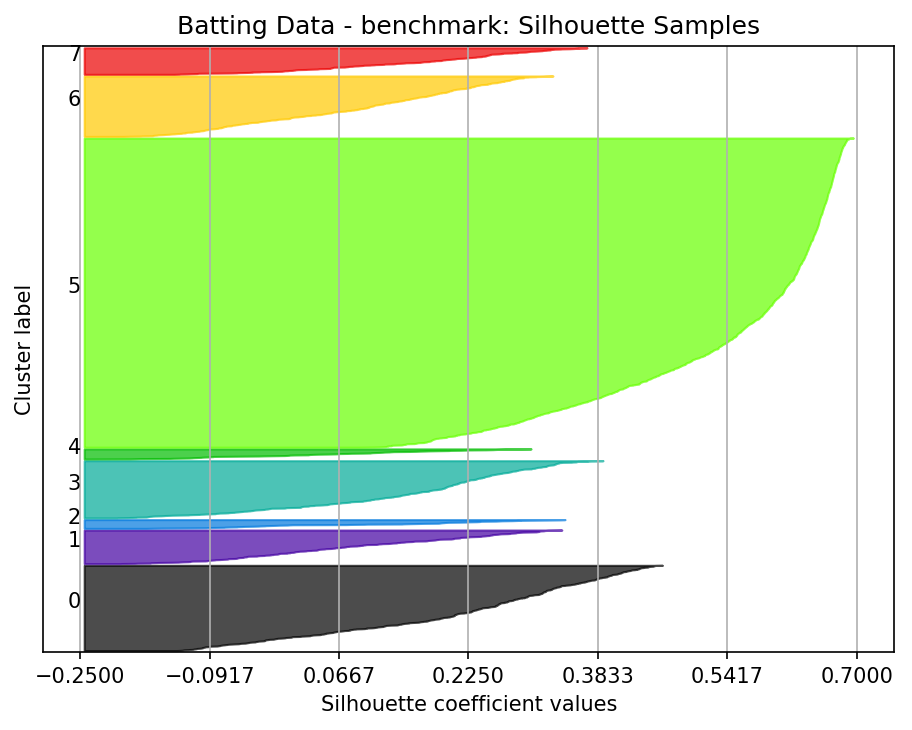 Batting Data - benchmark: Silhouette Samples
7
6
5
4
3
2
1
0
Cluster label
−0.2500 −0.0917 0.0667 0.2250 0.3833 0.5417 0.7000
Silhouette coefficient values